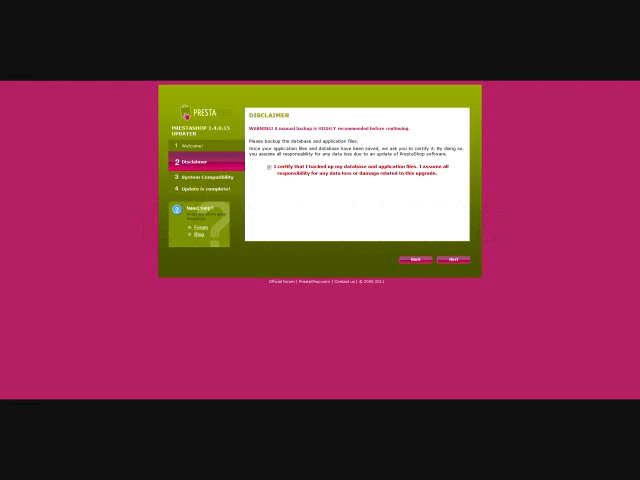 PRESTA
PRESTASHOP 1.4.0.15
UPDATER
1 Welcome!
2 Disclaimer
3 System Compatibility
4 Update is complete!
Need help?
Forum
Blog
DISCLAIMER
WARNING! A manual backup is HIGHLY recommended before continuing.
Please backup the database and application files.
Once your application files and database have been saved, we ask you to certify it. By doing so,
you assume all responsability for any data loss due to an update of PrestaShop software.
I certify that I backed up my database and application files. I assume all
responsibility for any data loss or damage related to this upgrade.
Back
Next
Official forum | PrestaShop.com | Contact us | © 2005-2011